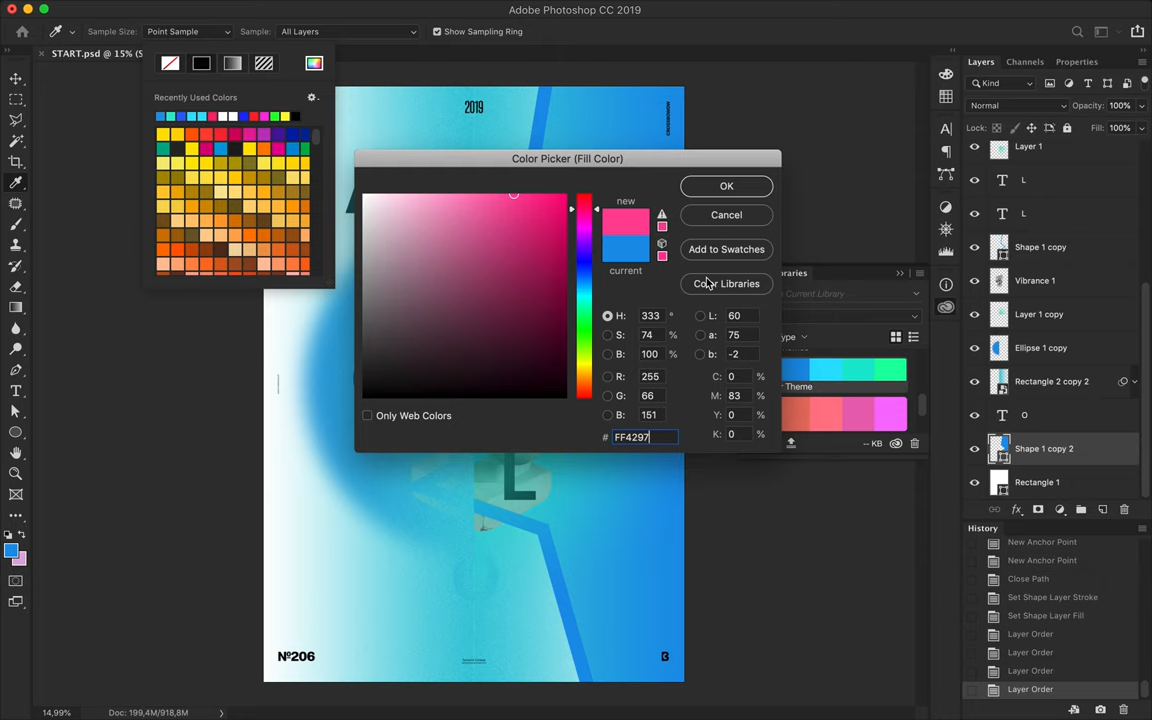 Adobe Photoshop CC 2019
Sample Size:
Point Sample
Sample:
All Layers
Show Sampling Ring
START.psd @ 15% (S
Recently Used Colors
2019
Color Picker (Fill Color)
new
current
OK
Cancel
Add to Swatches
Color Libraries
H: 333 °
S: 74 %
B: 100 %
R: 255
G: 66
B: 151
# FF4297
L: 60
a: 75
b: -2
C: 0 %
M: 83 %
Y: 0 %
K: 0 %
Only Web Colors
L
Nº206
B
braries
Current Library
ype
Theme
-- KB
Layers
Channels
Properties
Kind
Normal
Opacity: 100%
Lock:
Fill: 100%
Layer 1
L
L
Shape 1 copy
Vibrance 1
Layer 1 copy
Ellipse 1 copy
Rectangle 2 copy 2
O
Shape 1 copy 2
Rectangle 1
fx
History
New Anchor Point
New Anchor Point
Close Path
Set Shape Layer Stroke
Set Shape Layer Fill
Layer Order
Layer Order
Layer Order
Layer Order
14,99%
Doc: 199,4M/918,8M